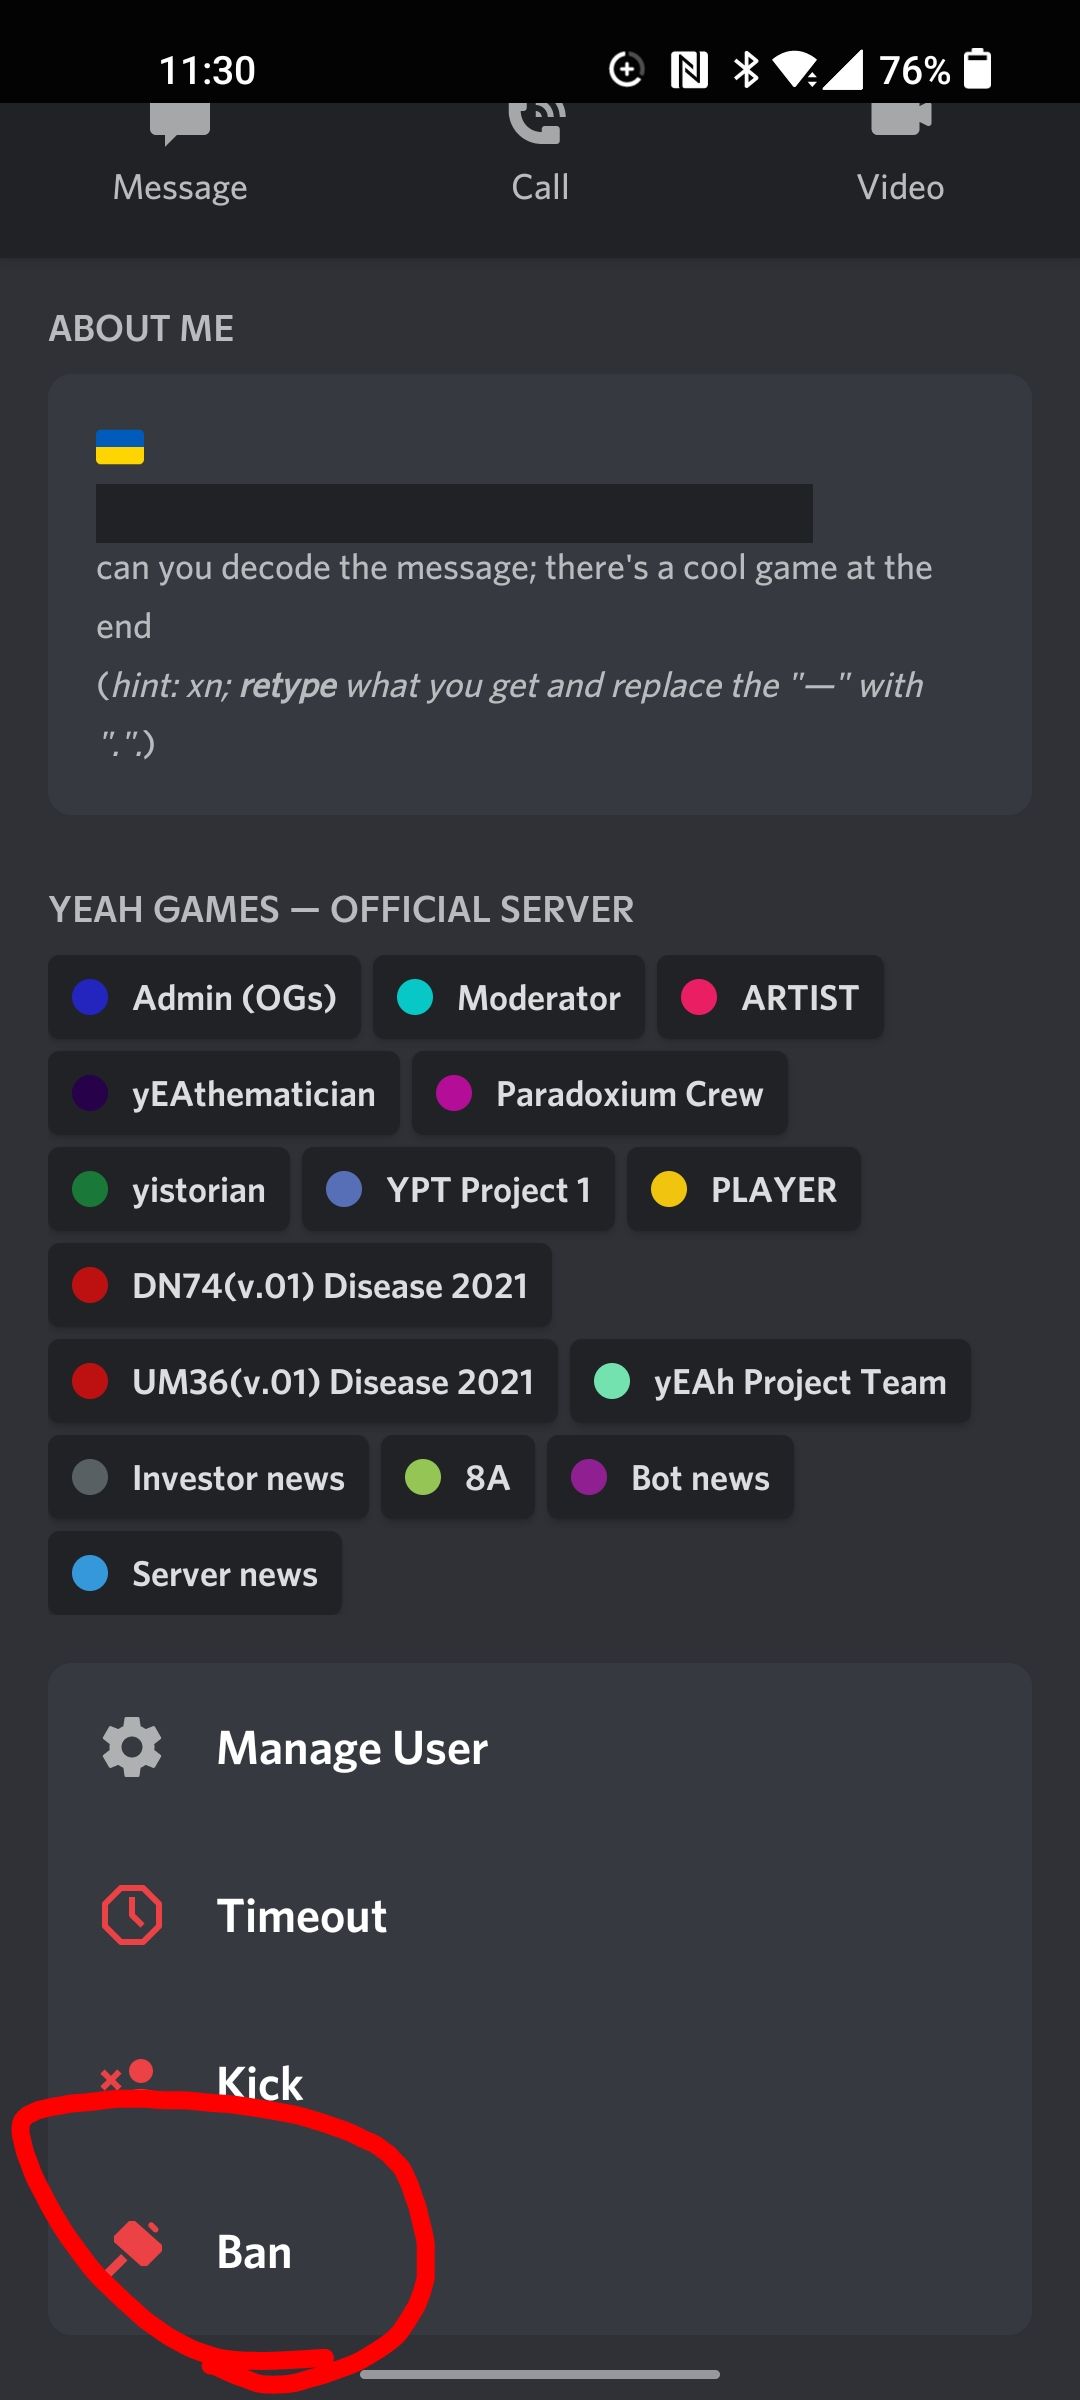 11:30
76%
Message
Call
Video
ABOUT ME
can you decode the message; there's a cool game at the
end
(hint: xn; retype what you get and replace the "—" with
".".)
YEAH GAMES — OFFICIAL SERVER
Admin (OGs)
Moderator
ARTIST
yEAthematician
Paradoxium Crew
yistorian
YPT Project 1
PLAYER
DN74(v.01) Disease 2021
UM36(v.01) Disease 2021
yEAh Project Team
Investor news
8A
Bot news
Server news
Manage User
Timeout
Kick
Ban